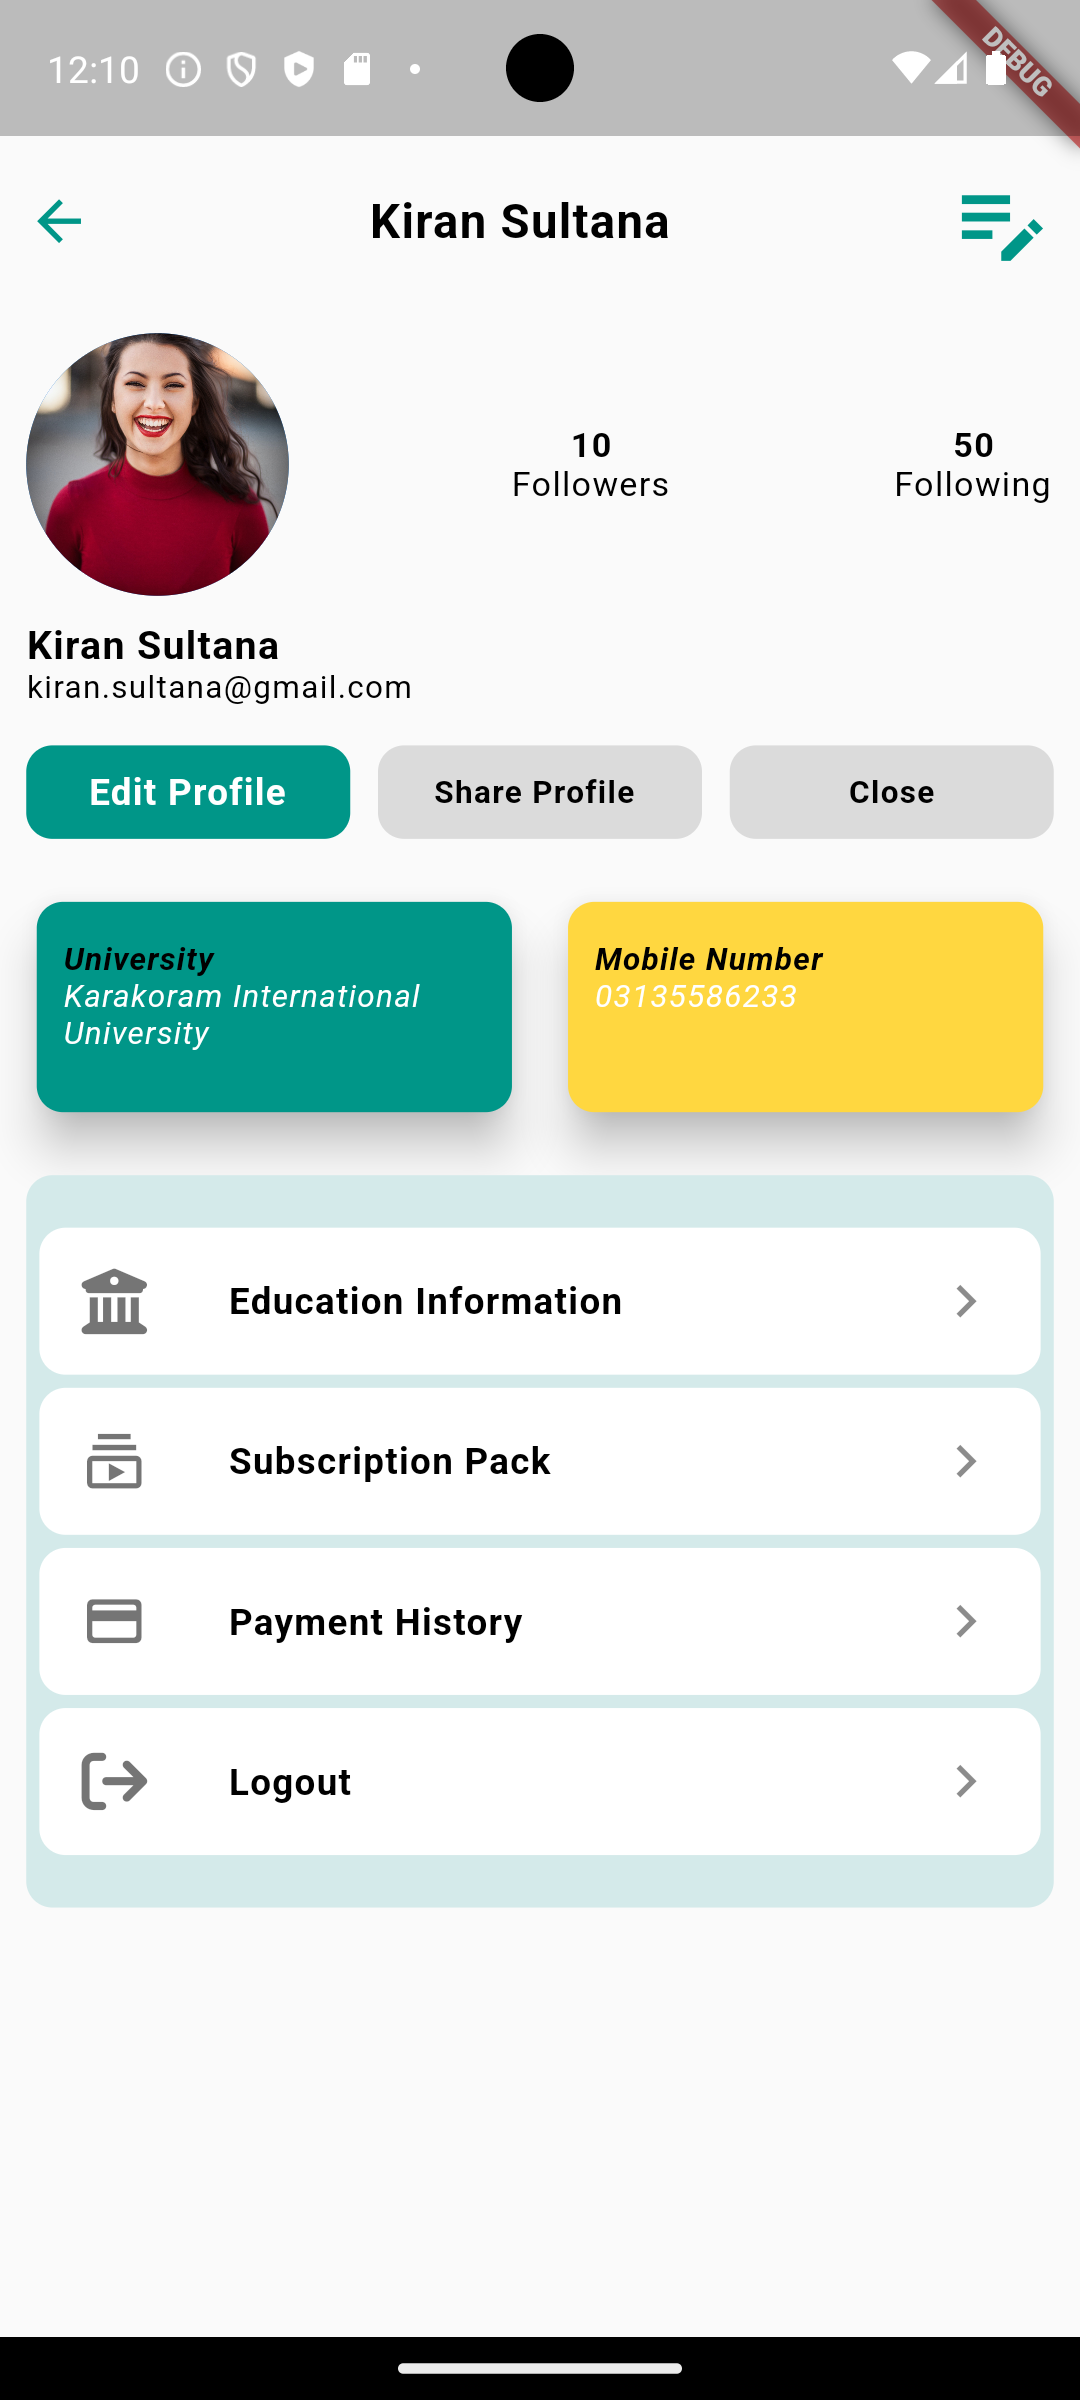 12:10
DEBUG
Kiran Sultana
10
Followers
50
Following
Kiran Sultana
kiran.sultana@gmail.com
Edit Profile
Share Profile
Close
University
Karakoram International
University
Mobile Number
03135586233
Education Information
Subscription Pack
Payment History
Logout